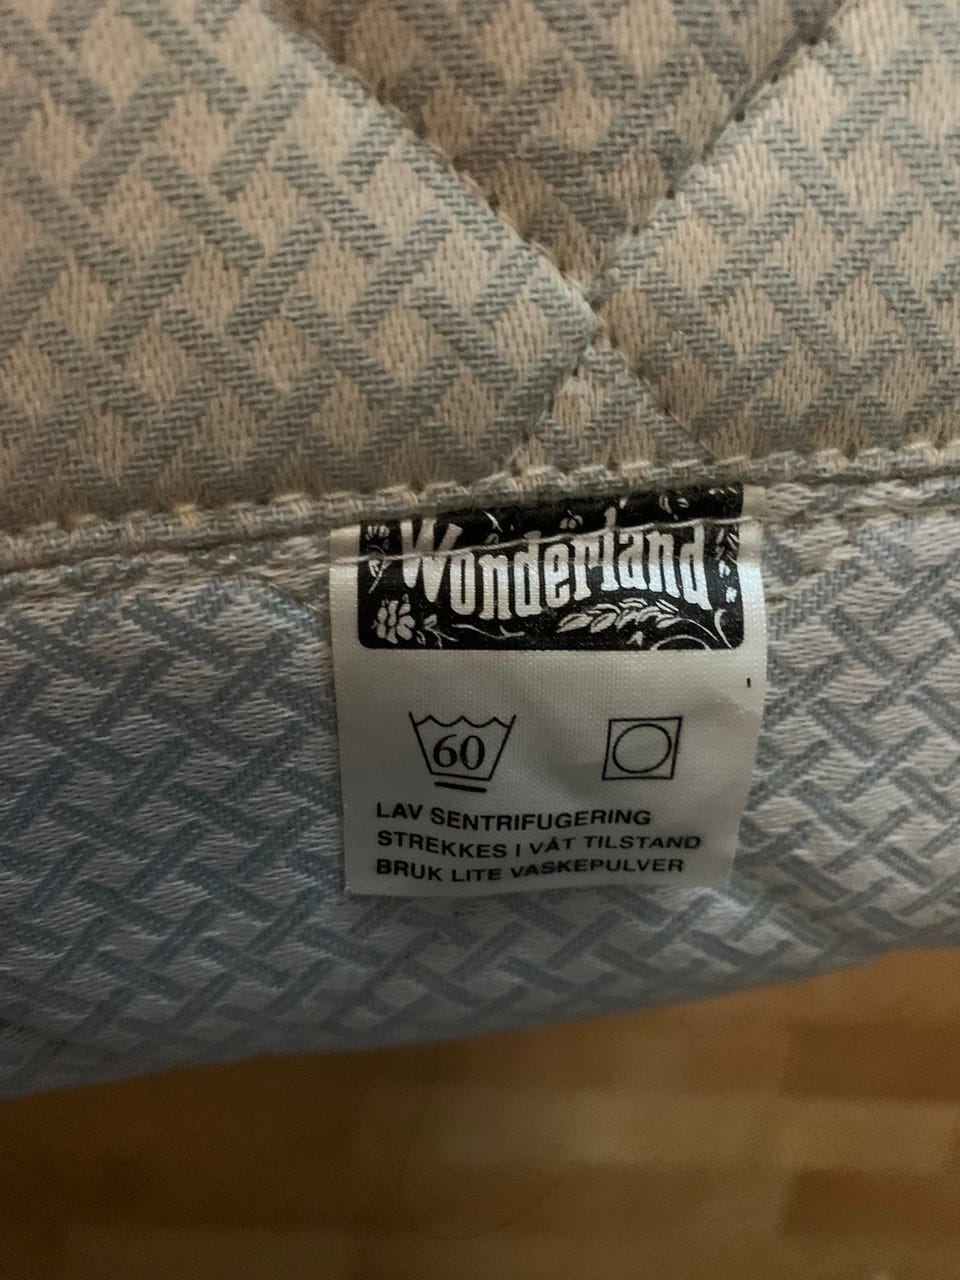 Wonderland
60
LAV SENTRIFUGERING
STREKKES I VÅT TILSTAND
BRUK LITE VASKEPULVER